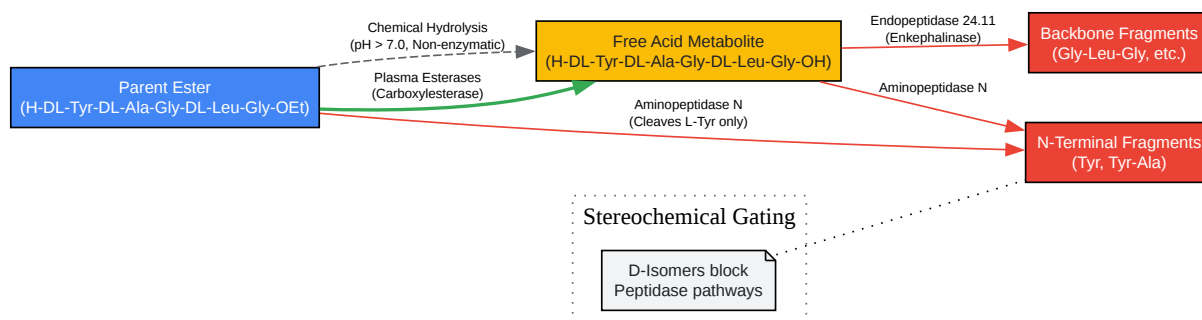 Chemical Hydrolysis
(pH > 7.0, Non-enzymatic)
Parent Ester
(H-DL-Tyr-DL-Ala-Gly-DL-Leu-Gly-OEt)
Plasma Esterases
(Carboxylesterase)
Free Acid Metabolite
(H-DL-Tyr-DL-Ala-Gly-DL-Leu-Gly-OH)
Endopeptidase 24.11
(Enkephalinase)
Backbone Fragments
(Gly-Leu-Gly, etc.)
Aminopeptidase N
Aminopeptidase N
(Cleaves L-Tyr only)
N-Terminal Fragments
(Tyr, Tyr-Ala)
Stereochemical Gating
D-Isomers block
Peptidase pathways